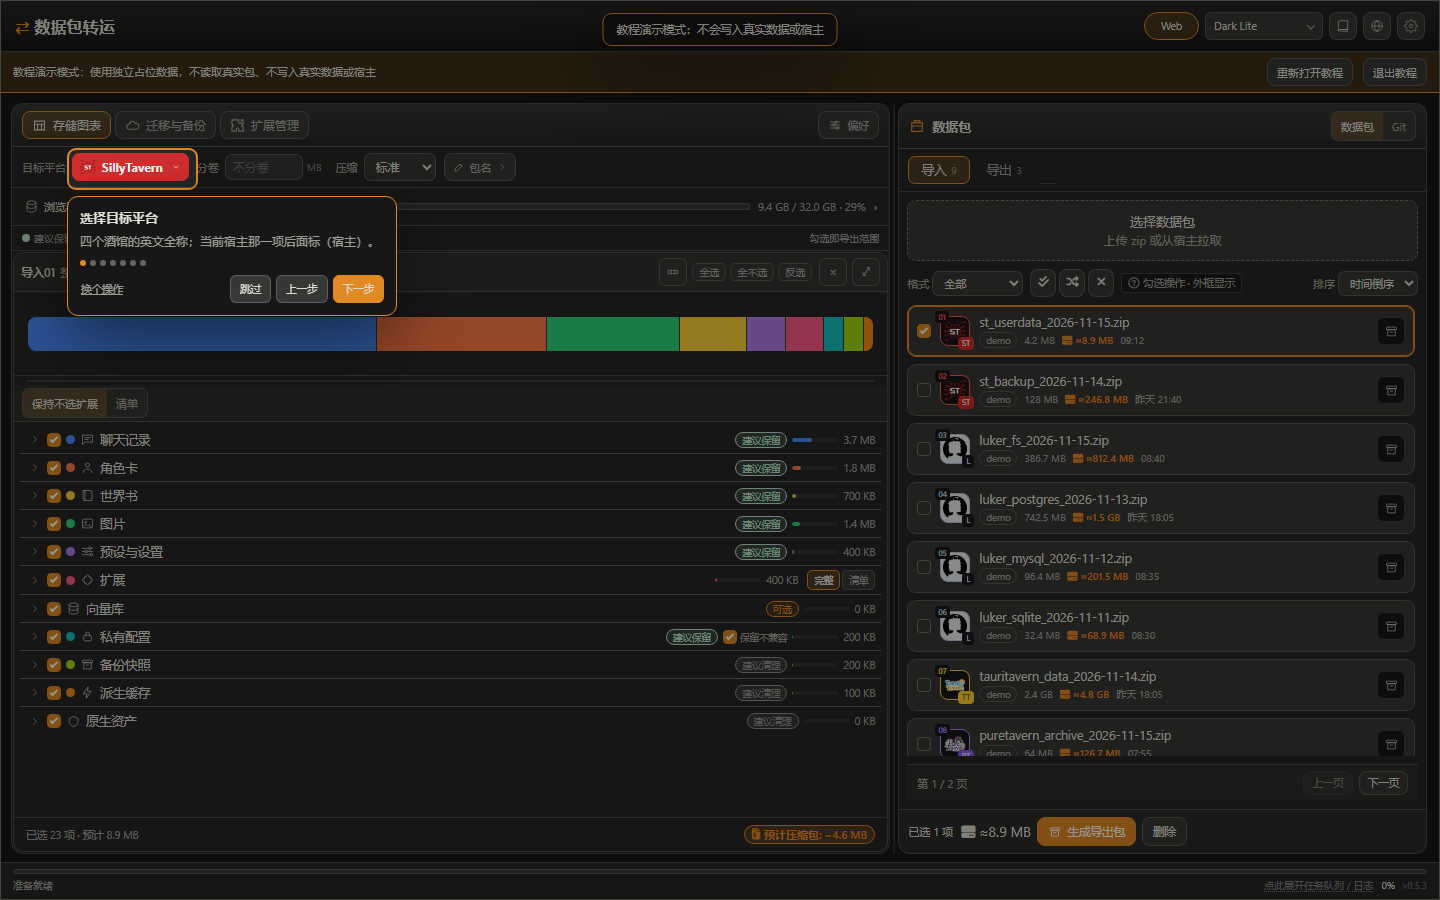 数据包转运
教程演示模式：不会写入真实数据或宿主
Web
Dark Lite
教程演示模式：使用独立占位数据，不读取真实包、不写入真实数据或宿主
重新打开教程
退出教程
存储图表
迁移与备份
扩展管理
偏好
目标平台
ST SillyTavern
分卷
不分卷
MB
压缩
标准
包名
浏览
9.4 GB / 32.0 GB · 29%
建议保留
勾选即导出范围
选择目标平台
四个酒馆的英文全称；当前宿主那一项后面标（宿主）。
换个操作
跳过
上一步
下一步
导入01
全选
全不选
反选
保持不选扩展
清单
聊天记录
建议保留
3.7 MB
角色卡
建议保留
1.8 MB
世界书
建议保留
700 KB
图片
建议保留
1.4 MB
预设与设置
建议保留
400 KB
扩展
400 KB
完整
清单
向量库
可选
0 KB
私有配置
建议保留
保留不兼容
200 KB
备份快照
建议清理
200 KB
派生缓存
建议清理
100 KB
原生资产
建议清理
0 KB
已选 23 项 · 预计 8.9 MB
预计压缩包: ~4.6 MB
数据包
数据包
Git
导入 9
导出 3
选择数据包
上传 zip 或从宿主拉取
格式
全部
勾选操作 · 外框显示
排序
时间倒序
01
ST
ST
st_userdata_2026-11-15.zip
demo
4.2 MB
≈8.9 MB
09:12
02
ST
ST
st_backup_2026-11-14.zip
demo
128 MB
≈246.8 MB
昨天 21:40
03
L
luker_fs_2026-11-15.zip
demo
386.7 MB
≈812.4 MB
08:40
04
L
luker_postgres_2026-11-13.zip
demo
742.5 MB
≈1.5 GB
昨天 18:05
05
L
luker_mysql_2026-11-12.zip
demo
96.4 MB
≈201.5 MB
08:35
06
L
luker_sqlite_2026-11-11.zip
demo
32.4 MB
≈68.9 MB
08:30
07
TT
tauritavern_data_2026-11-14.zip
demo
2.4 GB
≈4.8 GB
昨天 18:05
08
puretavern_archive_2026-11-15.zip
demo
64 MB
≈126.7 MB
07:55
第 1 / 2 页
上一页
下一页
已选 1 项
≈8.9 MB
生成导出包
删除
准备就绪
点此展开任务队列 / 日志
0%
v0.5.3